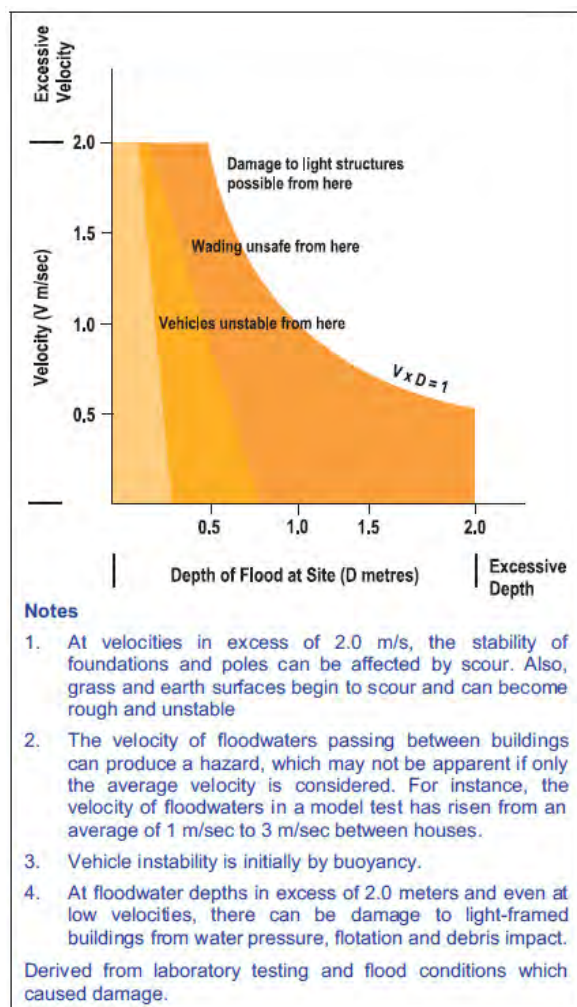 Excessive
Velocity
2.0
Damage to light structures
possible from here
1.5
Wading unsafe from here
Velocity (V m/sec)
1.0
Vehicles unstable from here
V x D = 1
0.5
0.5
1.0
1.5
2.0
Depth of Flood at Site (D metres)
Excessive
Depth
Notes
1. At velocities in excess of 2.0 m/s, the stability of
foundations and poles can be affected by scour. Also,
grass and earth surfaces begin to scour and can become
rough and unstable
2. The velocity of floodwaters passing between buildings
can produce a hazard, which may not be apparent if only
the average velocity is considered. For instance, the
velocity of floodwaters in a model test has risen from an
average of 1 m/sec to 3 m/sec between houses.
3. Vehicle instability is initially by buoyancy.
4. At floodwater depths in excess of 2.0 meters and even at
low velocities, there can be damage to light-framed
buildings from water pressure, flotation and debris impact.
Derived from laboratory testing and flood conditions which
caused damage.